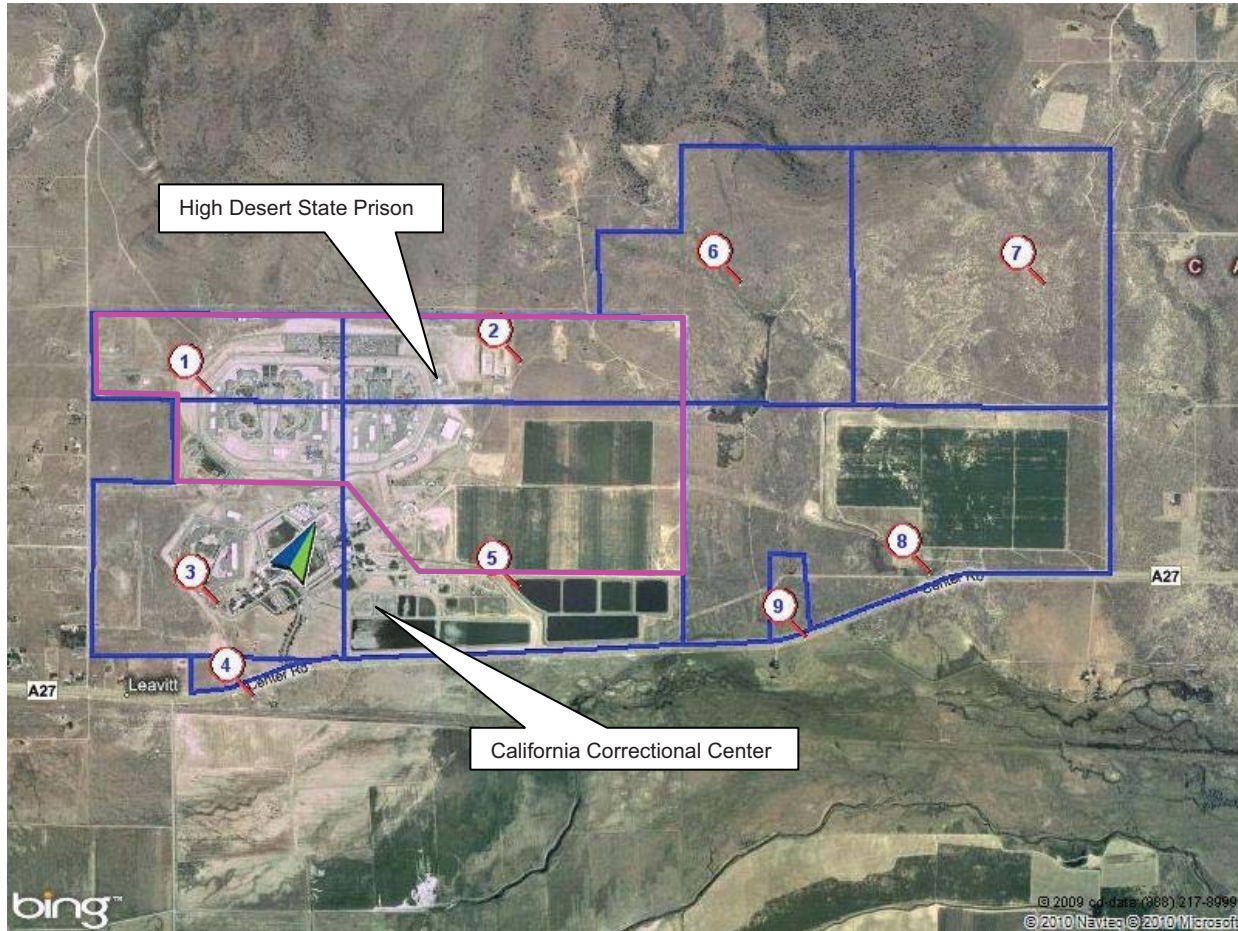 High Desert State Prison
6
7
C A
2
1
5
8
Center Rd
A27
3
9
4
Center Rd
Leavitt
A27
California Correctional Center
bing™
© 2009 cd-data (888) 217-8999
© 2010 Navteq © 2010 Microsoft